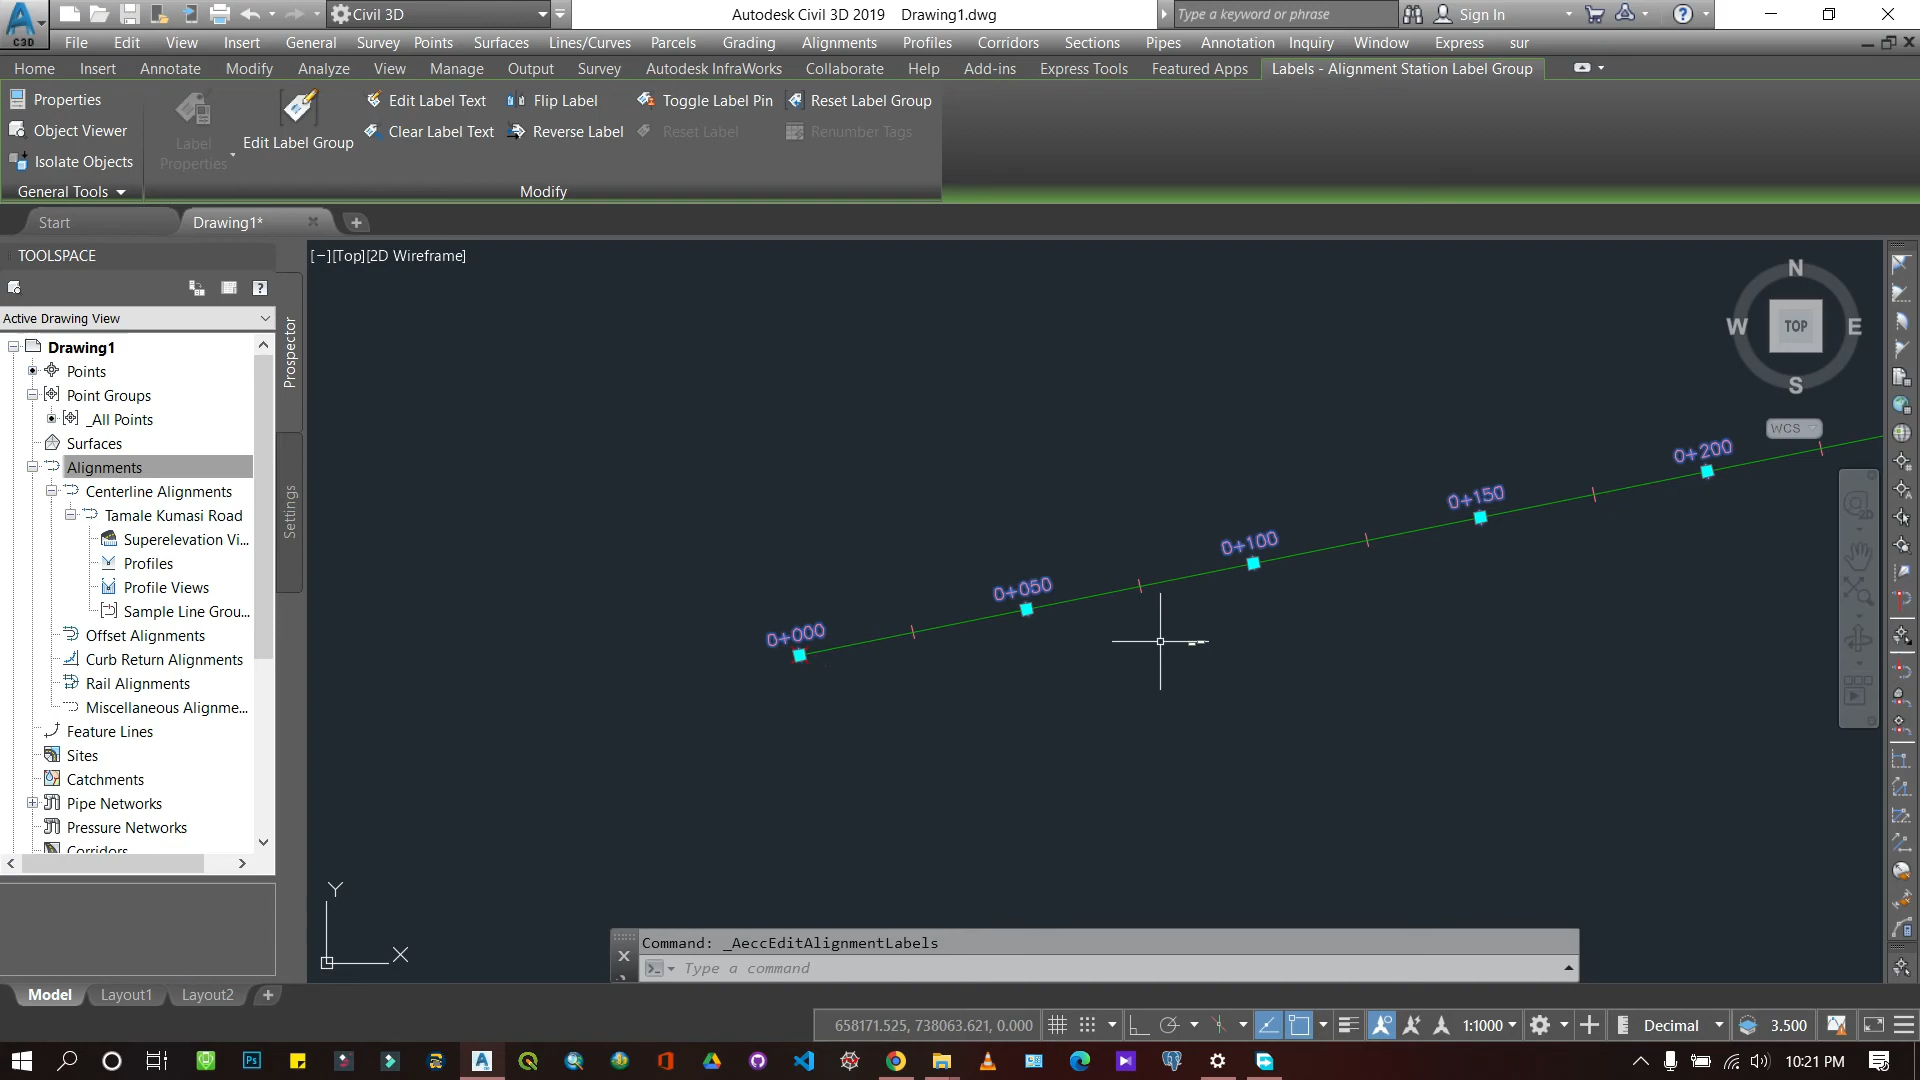 A
C3D
Civil 3D
Autodesk Civil 3D 2019 Drawing1.dwg
Type a keyword or phrase
Sign In
File Edit View Insert General Survey Points Surfaces Lines/Curves Parcels Grading Alignments Profiles Corridors Sections Pipes Annotation Inquiry Window Express sur
Home Insert Annotate Modify Analyze View Manage Output Survey Autodesk InfraWorks Collaborate Help Add-ins Express Tools Featured Apps Labels - Alignment Station Label Group
Properties
Object Viewer
Isolate Objects
General Tools
Label
Properties
Edit Label Group
Edit Label Text Flip Label Toggle Label Pin Reset Label Group
Clear Label Text Reverse Label Reset Label Renumber Tags
Modify
Start Drawing1*
TOOLSPACE
Active Drawing View
Drawing1
Points
Point Groups
_All Points
Surfaces
Alignments
Centerline Alignments
Tamale Kumasi Road
Superelevation Vi...
Profiles
Profile Views
Sample Line Grou...
Offset Alignments
Curb Return Alignments
Rail Alignments
Miscellaneous Alignme...
Feature Lines
Sites
Catchments
Pipe Networks
Pressure Networks
Corridors
Prospector
Settings
[−][Top][2D Wireframe]
N
W TOP E
S
WCS
0+200
0+150
0+100
0+050
0+000
Y
X
Command: _AeccEditAlignmentLabels
Type a command
Model Layout1 Layout2
658171.525, 738063.621, 0.000
1:1000
Decimal
3.500
10:21 PM